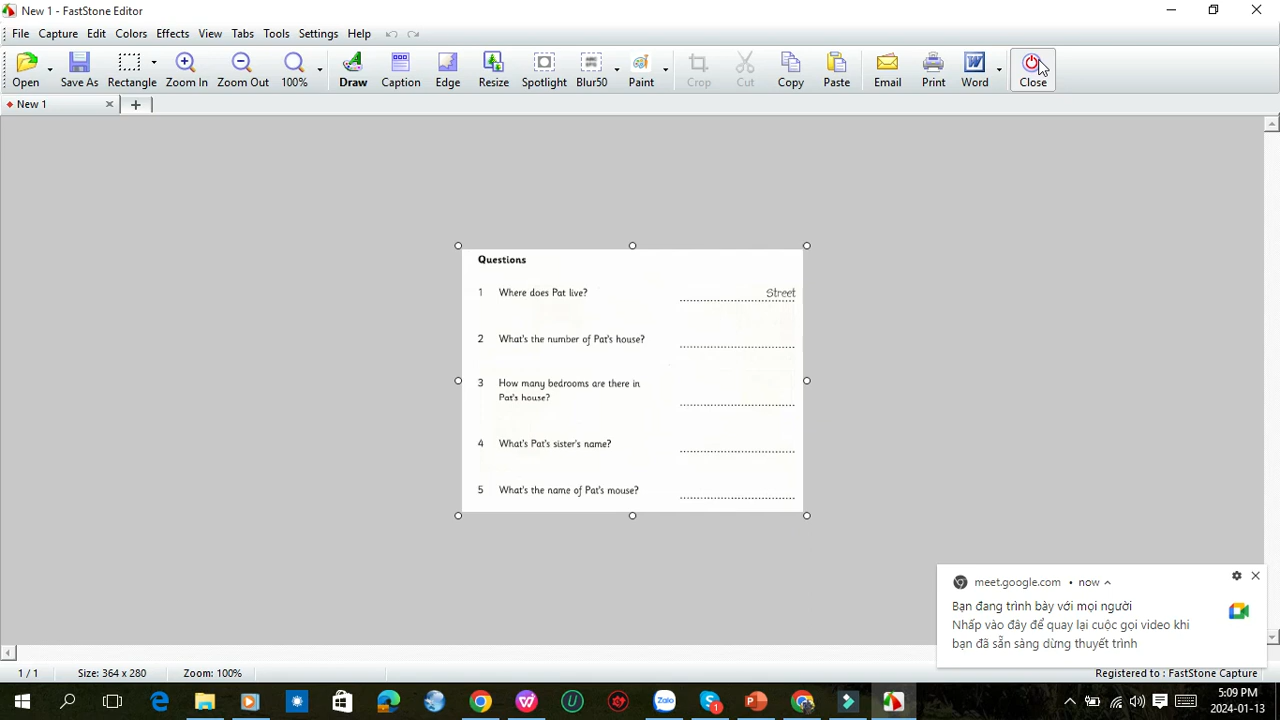 New 1 - FastStone Editor
File Capture Edit Colors Effects View Tabs Tools Settings Help
Open Save As Rectangle Zoom In Zoom Out 100% Draw Caption Edge Resize Spotlight Blur50 Paint Crop Cut Copy Paste Email Print Word Close
New 1
Questions
1 Where does Pat live? Street
2 What's the number of Pat's house?
3 How many bedrooms are there in
Pat's house?
4 What's Pat's sister's name?
5 What's the name of Pat's mouse?
meet.google.com • now
Bạn đang trình bày với mọi người
Nhấp vào đây để quay lại cuộc gọi video khi
bạn đã sẵn sàng dừng thuyết trình
1 / 1 Size: 364 x 280 Zoom: 100% Registered to : FastStone Capture
Zalo 1 5:09 PM
2024-01-13